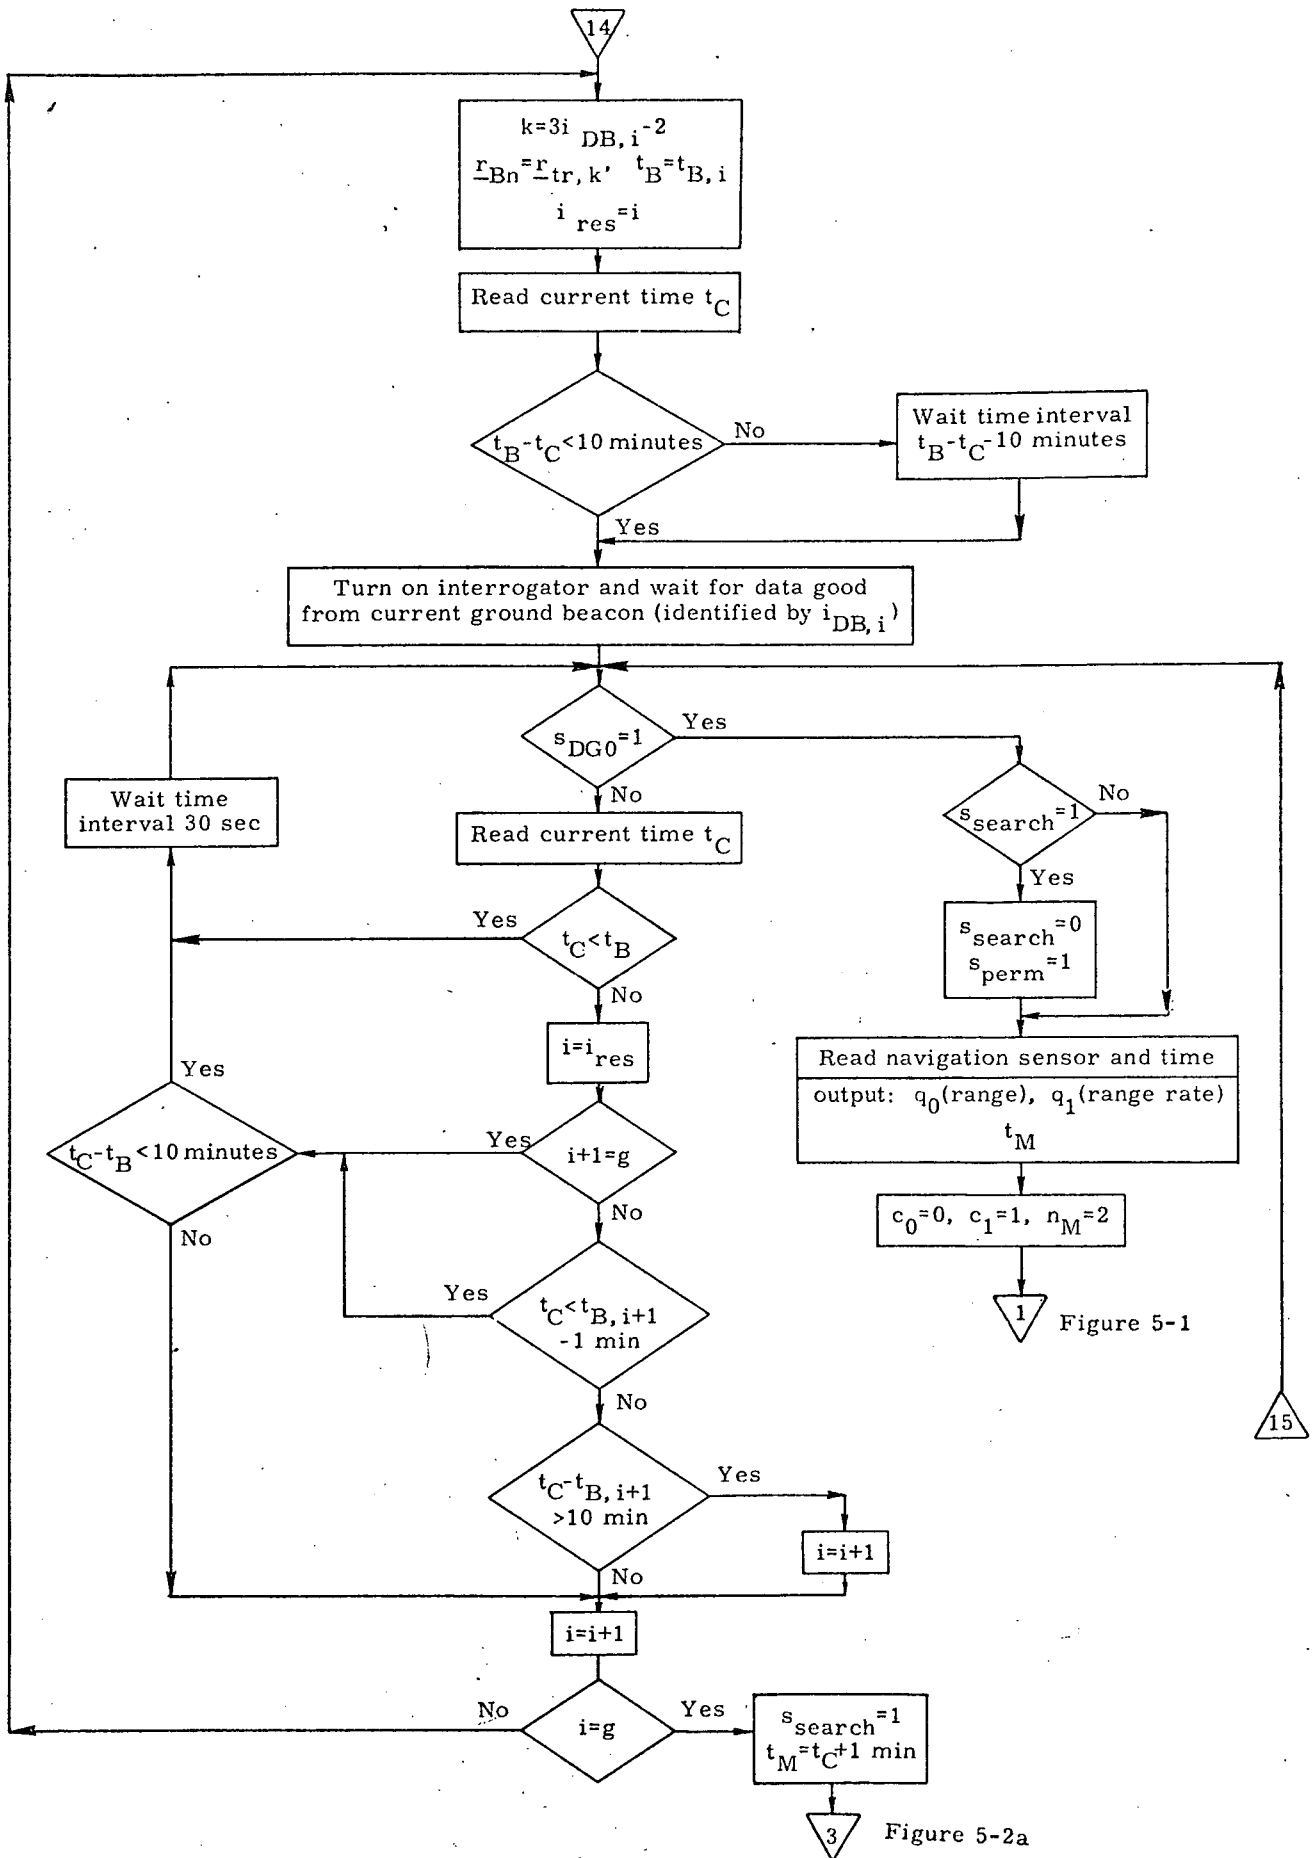 14
k=3i DB, i-2
r Bn=r tr, k, t B=t B, i
i res=i
Read current time t C
t B-t C<10 minutes
No
Wait time interval
t B-t C-10 minutes
Yes
Turn on interrogator and wait for data good
from current ground beacon (identified by i DB, i)
s DG0=1
Yes
No
Wait time
interval 30 sec
Read current time t C
s search=1
No
Yes
s search=0
s perm=1
Yes
t C<t B
No
i=i res
Read navigation sensor and time
output: q 0(range), q 1(range rate)
t M
Yes
t C-t B<10 minutes
No
Yes
i+1=g
No
c 0=0, c 1=1, n M=2
1
Figure 5-1
Yes
t C<t B, i+1
-1 min
No
15
t C-t B, i+1
>10 min
Yes
i=i+1
No
i=i+1
No
i=g
Yes
s search=1
t M=t C+1 min
3
Figure 5-2a